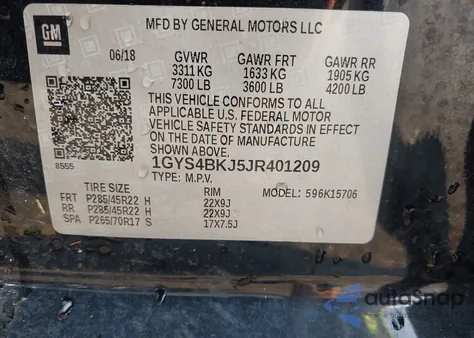 GM
MFD BY GENERAL MOTORS LLC
06/18 GVWR GAWR FRT GAWR RR
3311 KG 1633 KG 1905 KG
7300 LB 3600 LB 4200 LB
THIS VEHICLE CONFORMS TO ALL
APPLICABLE U.S. FEDERAL MOTOR
VEHICLE SAFETY STANDARDS IN EFFECT
ON THE DATE OF MANUFACTURE
SHOWN ABOVE.
8555 1GYS4BKJ5JR401209
TYPE: M.P.V.
TIRE SIZE RIM MODEL: 596K15706
FRT P285/45R22 H 22X9J
RR P285/45R22 H 22X9J
SPA P265/70R17 S 17X7.5J
autoSnap